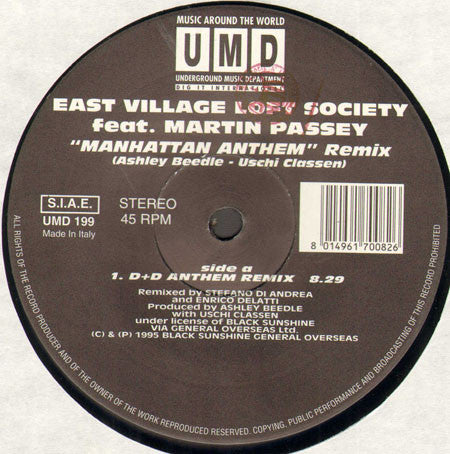 MUSIC AROUND THE WORLD
UMD
UNDERGROUND MUSIC DEPARTMENT
DIG IT INTERNATIONAL
EAST VILLAGE LOFT SOCIETY
feat. MARTIN PASSEY
"MANHATTAN ANTHEM" Remix
(Ashley Beedle - Uschi Classen)
S.I.A.E.
UMD 199
Made in Italy
STEREO
45 RPM
8 014961 700826
side a
1. D+D ANTHEM REMIX 8.29
Remixed by STEFANO DI ANDREA
and ENRICO DELATTI
Produced by ASHLEY BEEDLE
with USCHI CLASSEN
under license of BLACK SUNSHINE
VIA GENERAL OVERSEAS Ltd.
(C) & (P) 1995 BLACK SUNSHINE GENERAL OVERSEAS
ALL RIGHTS OF THE RECORD PRODUCER AND OF THE OWNER OF THE WORK REPRODUCED RESERVED. COPYING, PUBLIC PERFORMANCE AND BROADCASTING OF THIS RECORD PROHIBITED